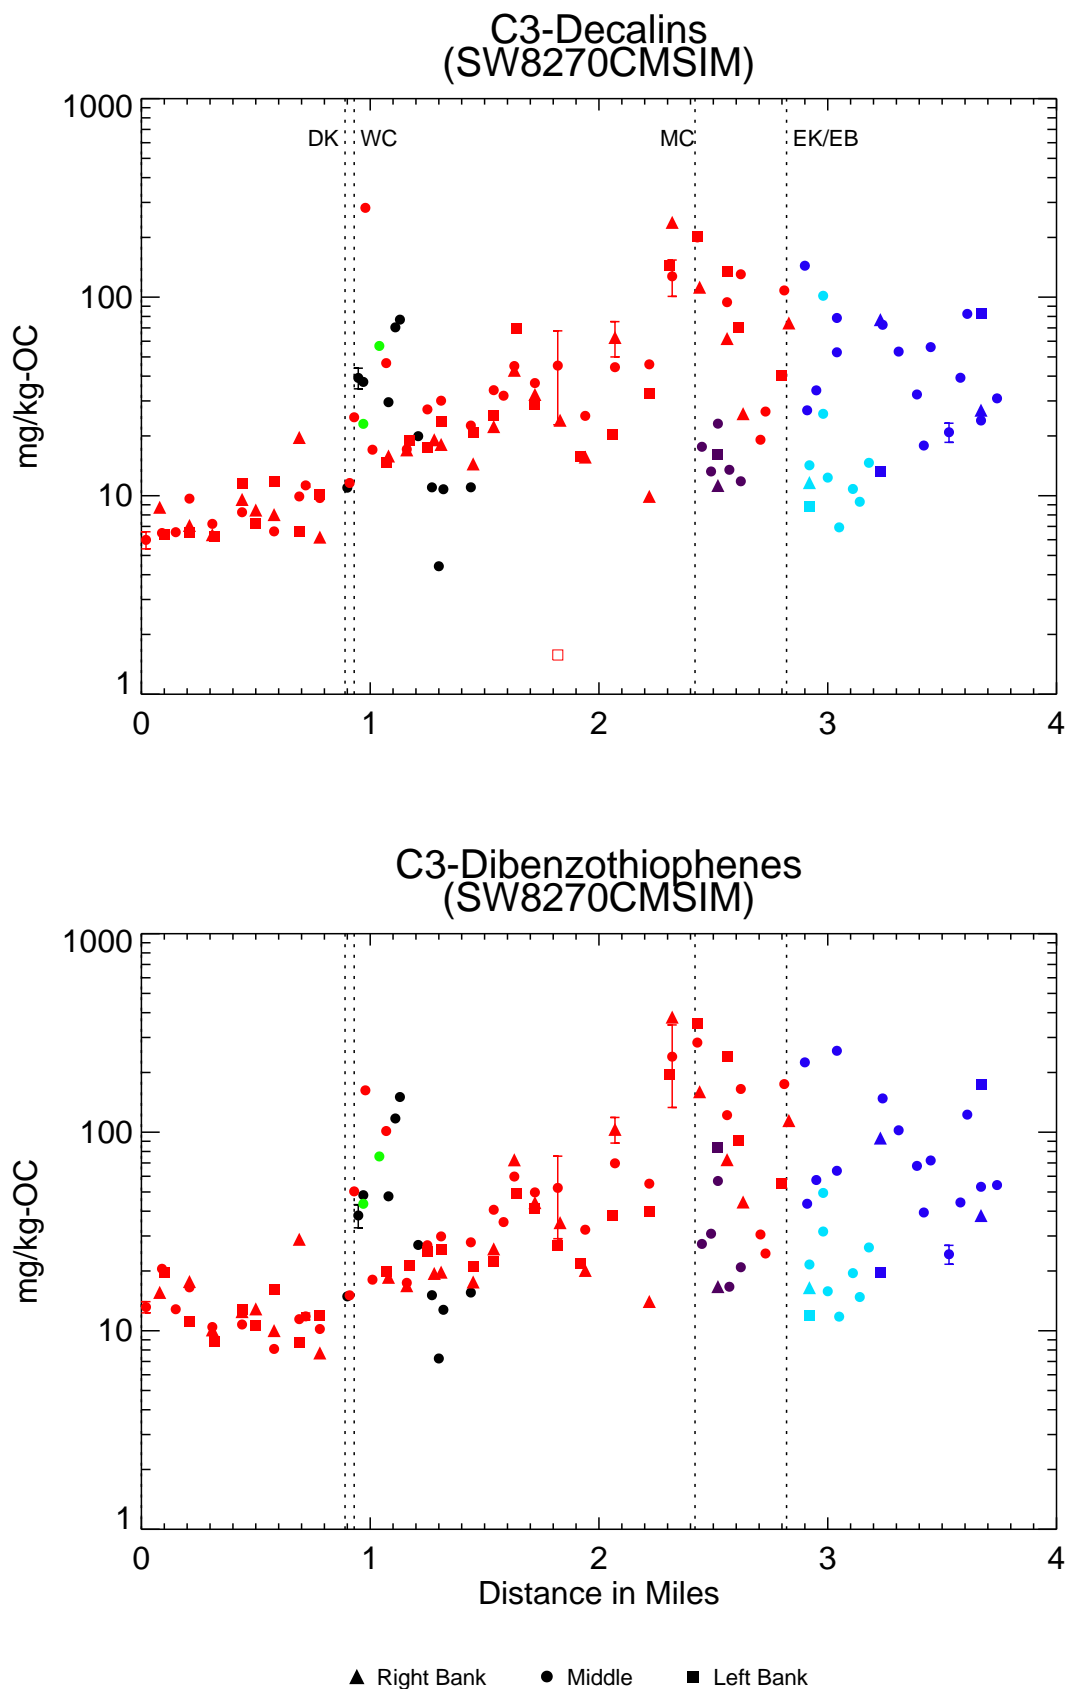 C3-Decalins
(SW8270CMSIM)
1000
DK
WC
MC
EK/EB
100
mg/kg-OC
10
1
0 1 2 3 4
C3-Dibenzothiophenes
(SW8270CMSIM)
1000
100
mg/kg-OC
10
1
0 1 2 3 4
Distance in Miles
Right Bank Middle Left Bank